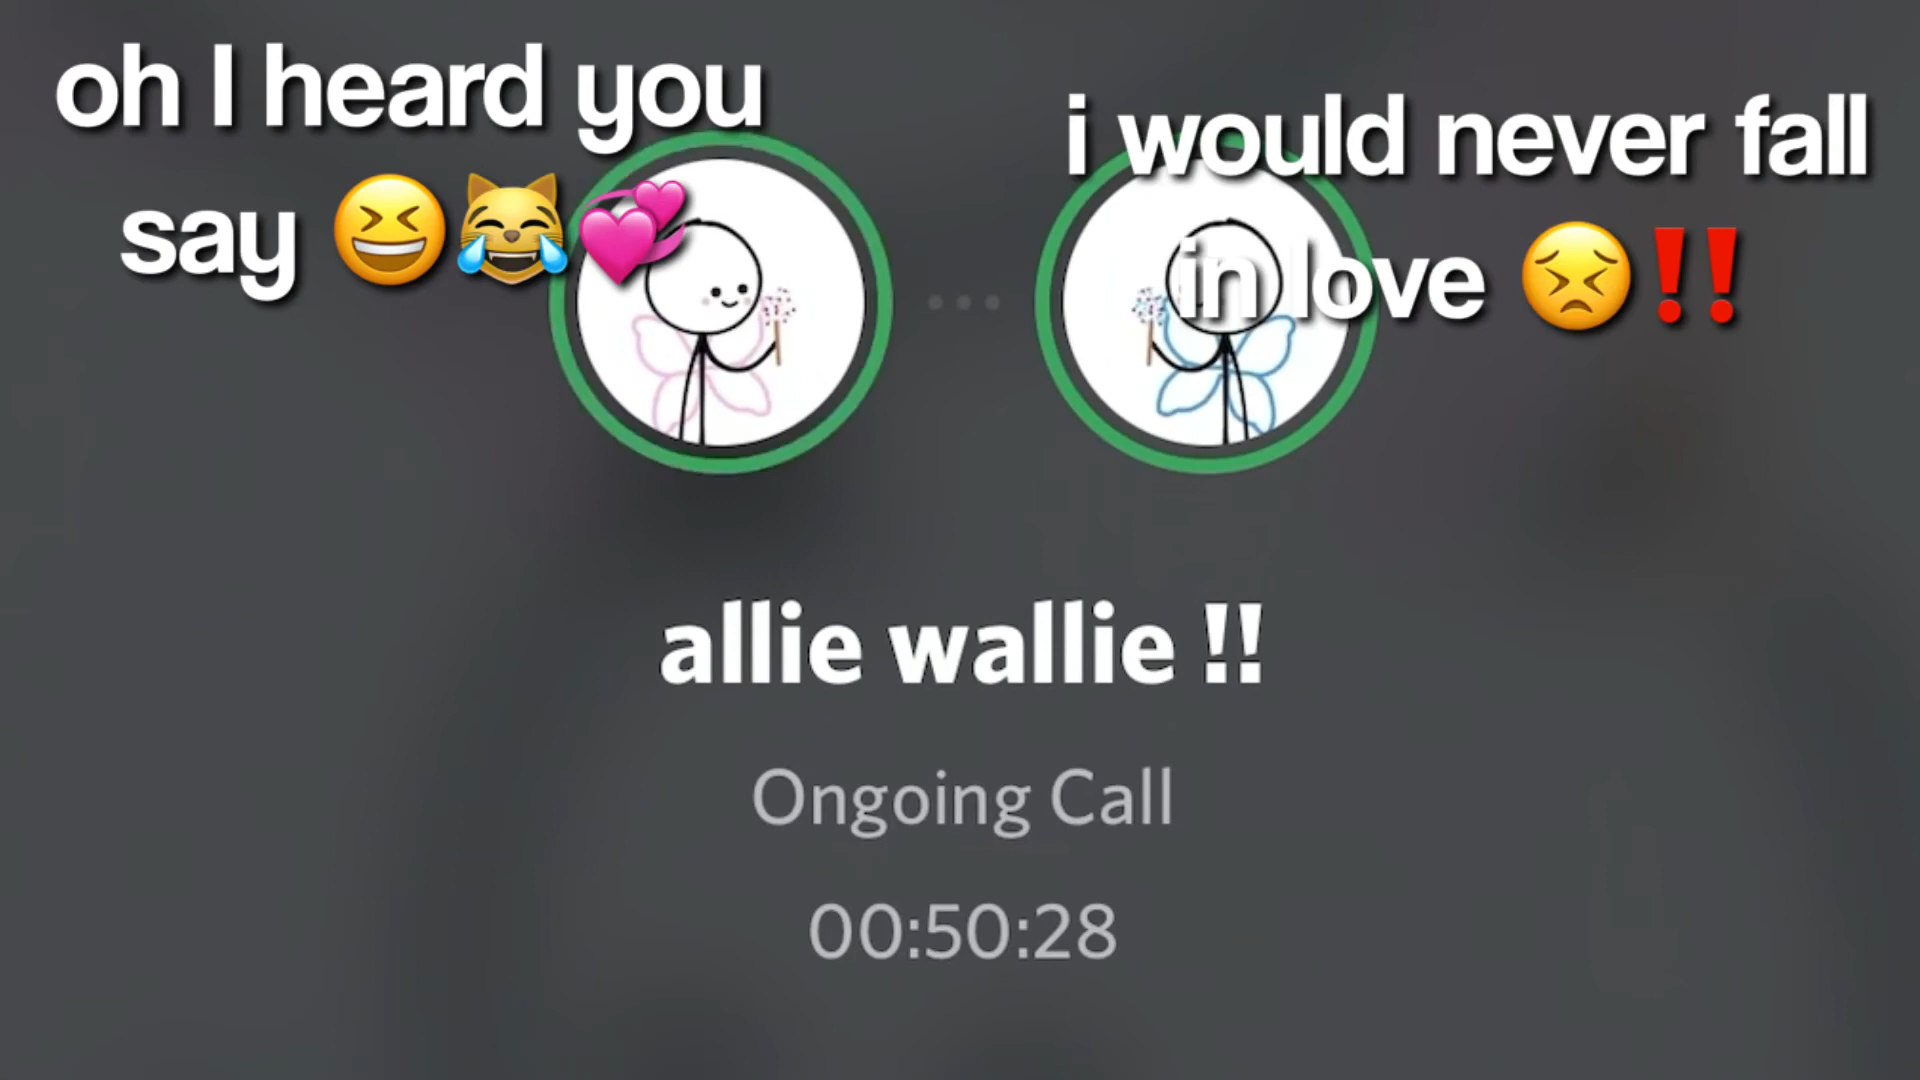 oh I heard you
say 😆😹💞
i would never fall
in love 😣‼️
allie wallie !!
Ongoing Call
00:50:28